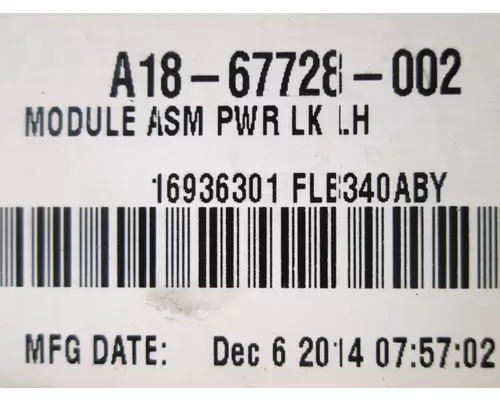 A18-67728-002
MODULE ASM PWR LK LH
16936301 FLB340ABY
MFG DATE: Dec 6 2014 07:57:02